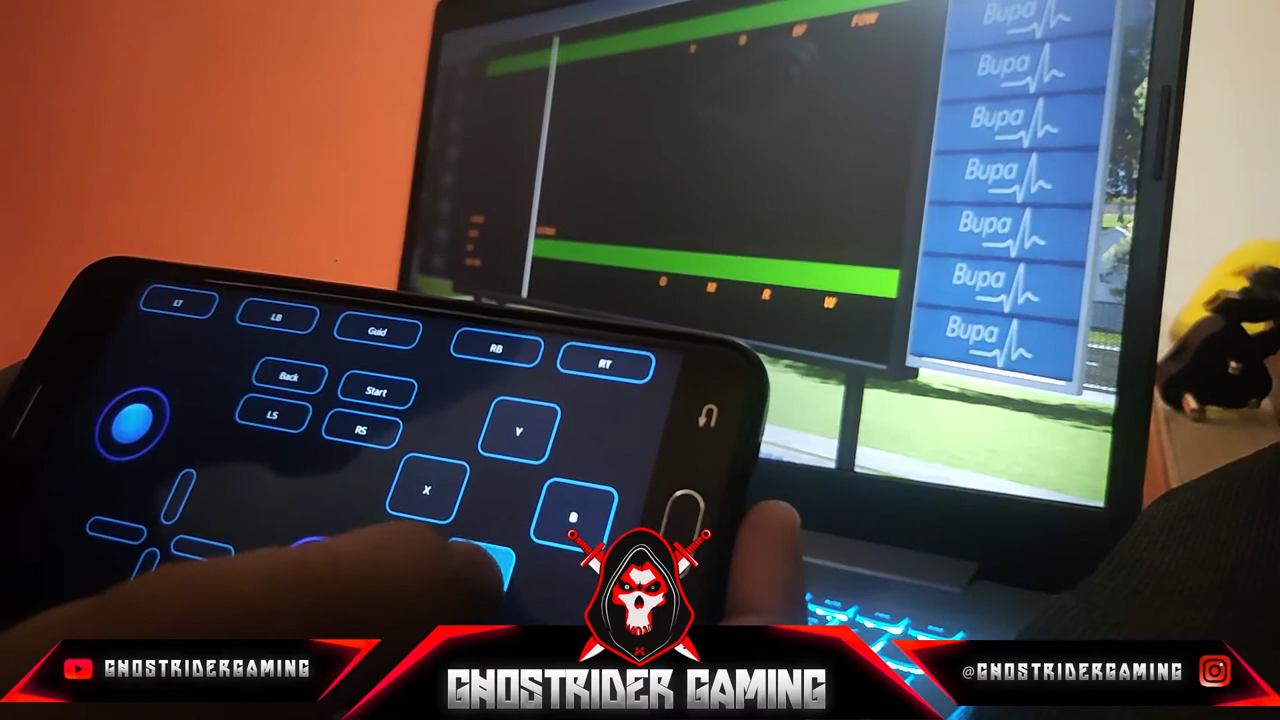 Bupa
Bupa
Bupa
Bupa
Bupa
Bupa
Bupa
LT
LB
Guid
RB
RT
Back
Start
LS
RS
Y
X
B
GHOSTRIDERGAMING
GHOSTRIDER GAMING
@GHOSTRIDERGAMING